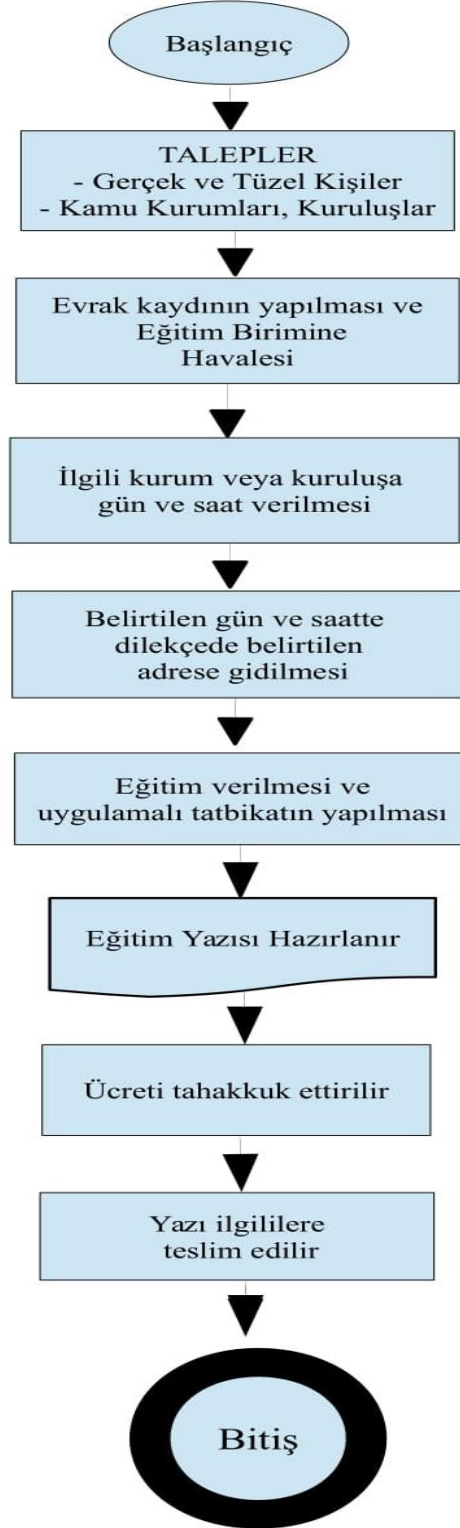 Başlangıç
TALEPLER
- Gerçek ve Tüzel Kişiler
- Kamu Kurumları, Kuruluşlar
Evrak kaydının yapılması ve
Eğitim Birimine
Havalesi
İlgili kurum veya kuruluşa
gün ve saat verilmesi
Belirtilen gün ve saatte
dilekçede belirtilen
adrese gidilmesi
Eğitim verilmesi ve
uygulamalı tatbikatın yapılması
Eğitim Yazısı Hazırlanır
Ücreti tahakkuk ettirilir
Yazı ilgililere
teslim edilir
Bitiş